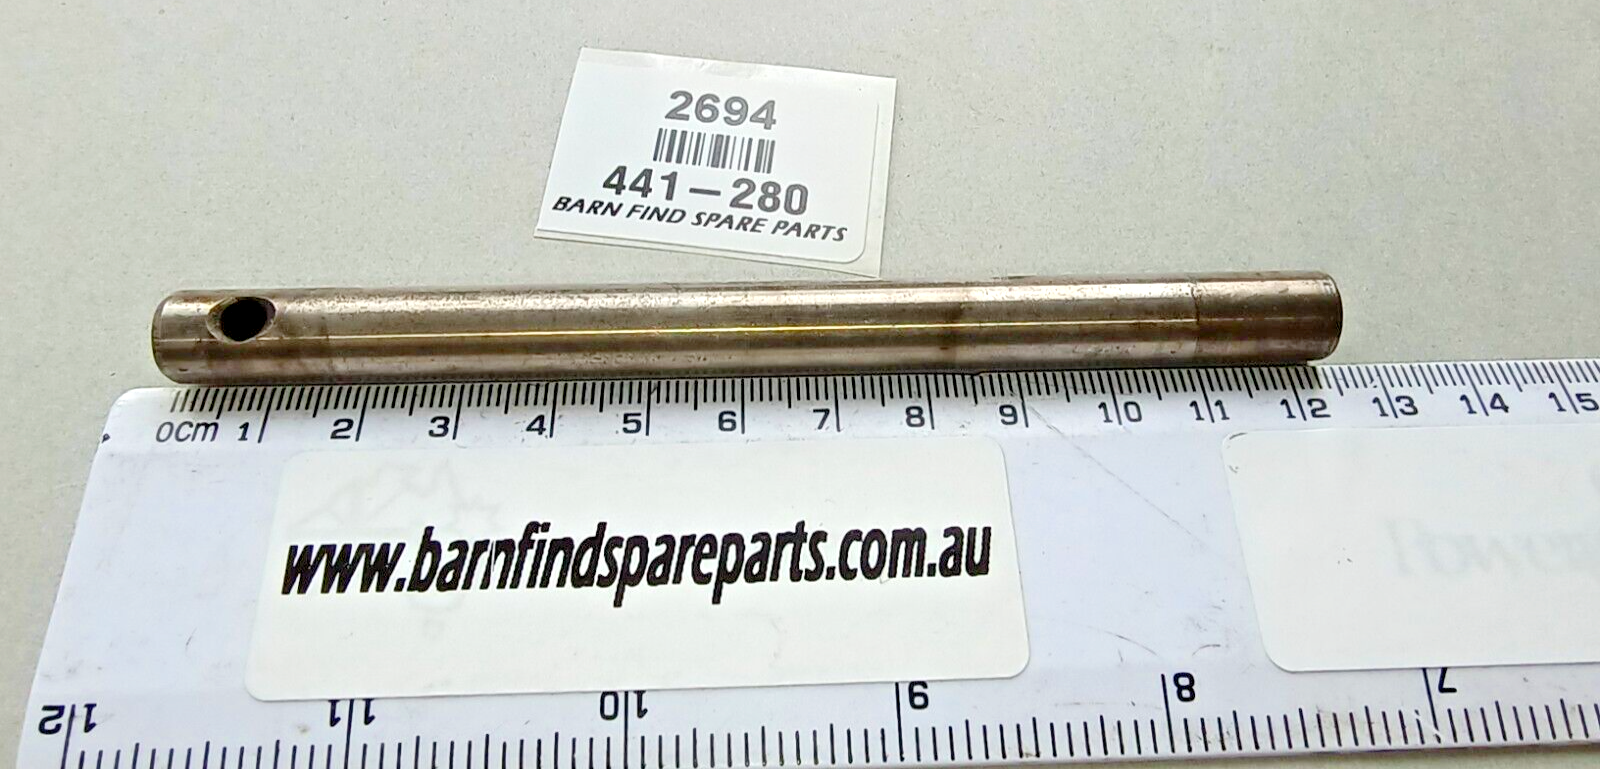 2694
441-280
BARN FIND SPARE PARTS
0cm 1 2 3 4 5 6 7 8 9 10 11 12 13 14 15
www.barnfindspareparts.com.au
12 11 10 9 8 7